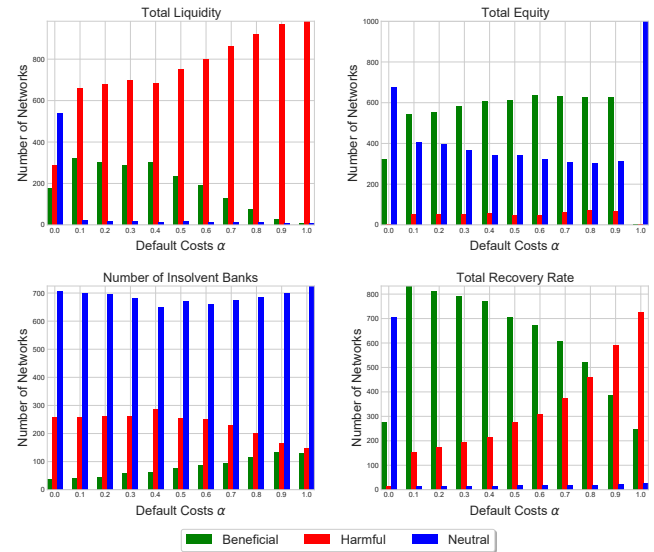 Total Liquidity
Number of Networks
800
600
400
200
0
0.0 0.1 0.2 0.3 0.4 0.5 0.6 0.7 0.8 0.9 1.0
Default Costs α
Total Equity
Number of Networks
1000
800
600
400
200
0
0.0 0.1 0.2 0.3 0.4 0.5 0.6 0.7 0.8 0.9 1.0
Default Costs α
Number of Insolvent Banks
Number of Networks
700
600
500
400
300
200
100
0
0.0 0.1 0.2 0.3 0.4 0.5 0.6 0.7 0.8 0.9 1.0
Default Costs α
Total Recovery Rate
Number of Networks
800
700
600
500
400
300
200
100
0
0.0 0.1 0.2 0.3 0.4 0.5 0.6 0.7 0.8 0.9 1.0
Default Costs α
Beneficial Harmful Neutral